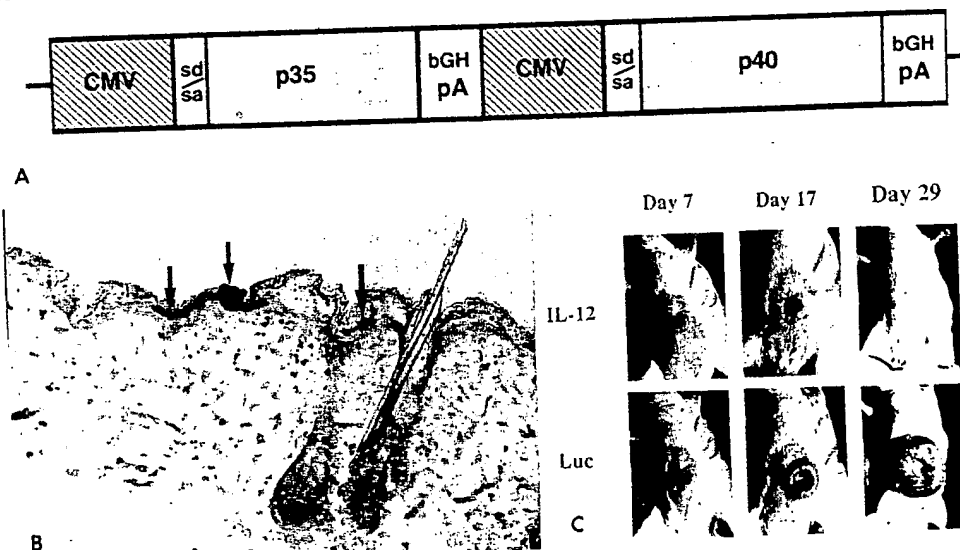 CMV sd/sa p35 bGH pA CMV sd/sa p40 bGH pA
A
Day 7 Day 17 Day 29
IL-12
Luc
B
C